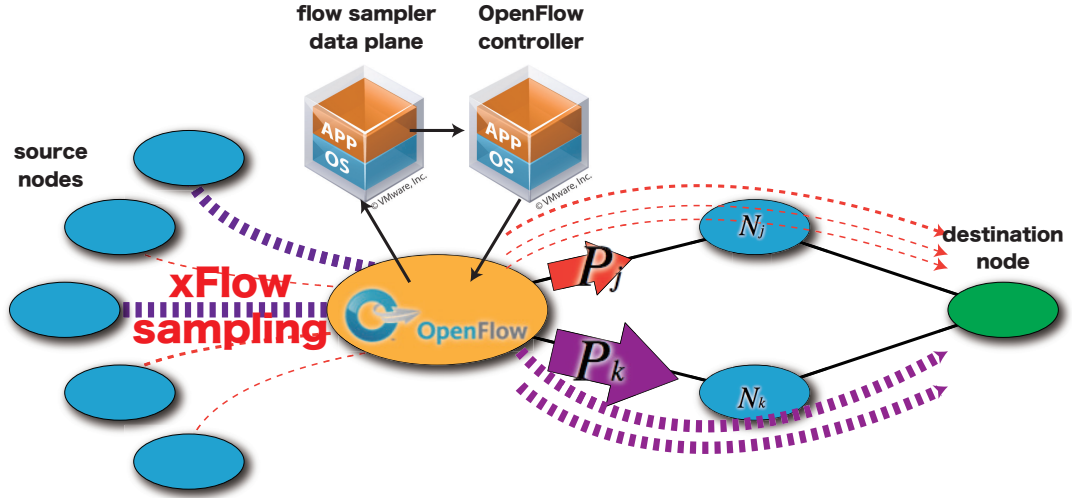 flow sampler
data plane
OpenFlow
controller
APP
OS
© VMware, Inc.
APP
OS
© VMware, Inc.
source
nodes
xFlow
sampling
OpenFlow
Pj
Pk
Nj
Nk
destination
node